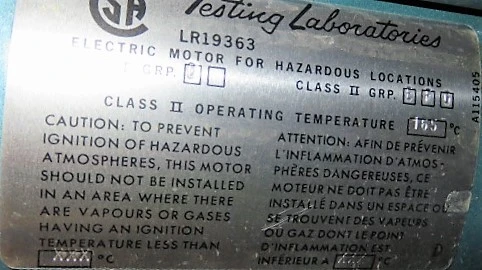 SA
Testing Laboratories
LR19363
ELECTRIC MOTOR FOR HAZARDOUS LOCATIONS
GRP.
CLASS II GRP.
CLASS II OPERATING TEMPERATURE 165 °C
A115405
CAUTION: TO PREVENT
IGNITION OF HAZARDOUS
ATMOSPHERES, THIS MOTOR
SHOULD NOT BE INSTALLED
IN AN AREA WHERE THERE
ARE VAPOURS OR GASES
HAVING AN IGNITION
TEMPERATURE LESS THAN
XXX °C
ATTENTION: AFIN DE PRÉVENIR
L'INFLAMMATION D'ATMOS-
PHÈRES DANGEREUSES, CE
MOTEUR NE DOIT PAS ÊTRE
INSTALLÉ DANS UN ESPACE OU
SE TROUVENT DES VAPEURS
OU GAZ DONT LE POINT
D'INFLAMMATION EST
INFÉRIEUR A XXX °C